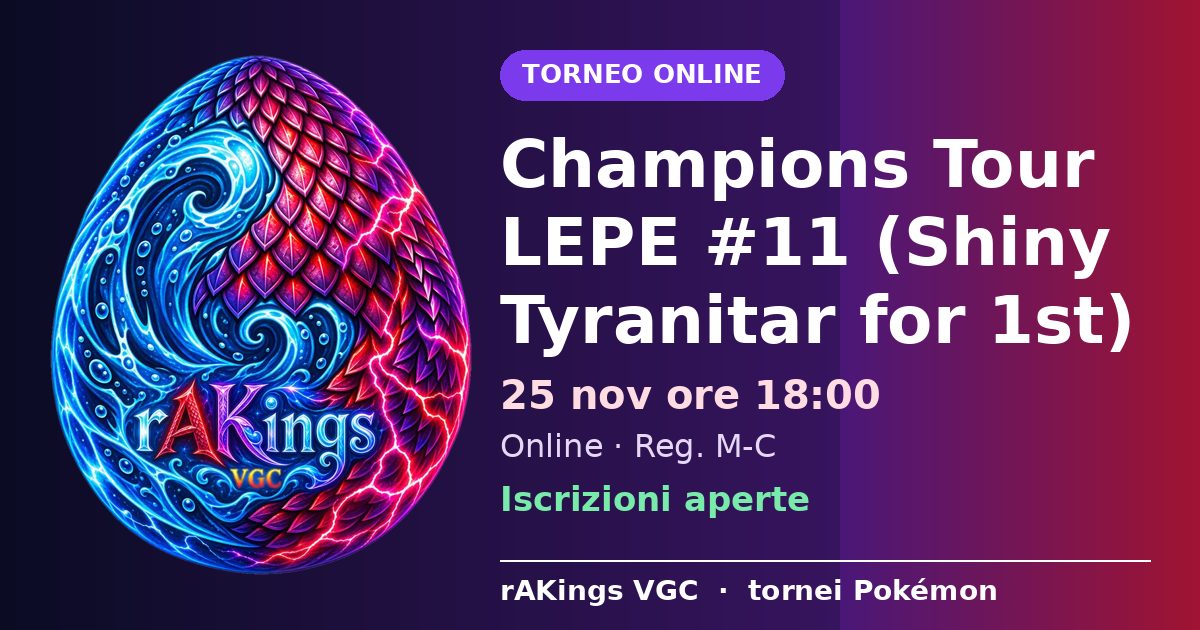 TORNEO ONLINE
Champions Tour
LEPE #11 (Shiny
Tyranitar for 1st)
25 nov ore 18:00
Online · Reg. M-C
Iscrizioni aperte
rAKings
VGC
rAKings VGC · tornei Pokémon